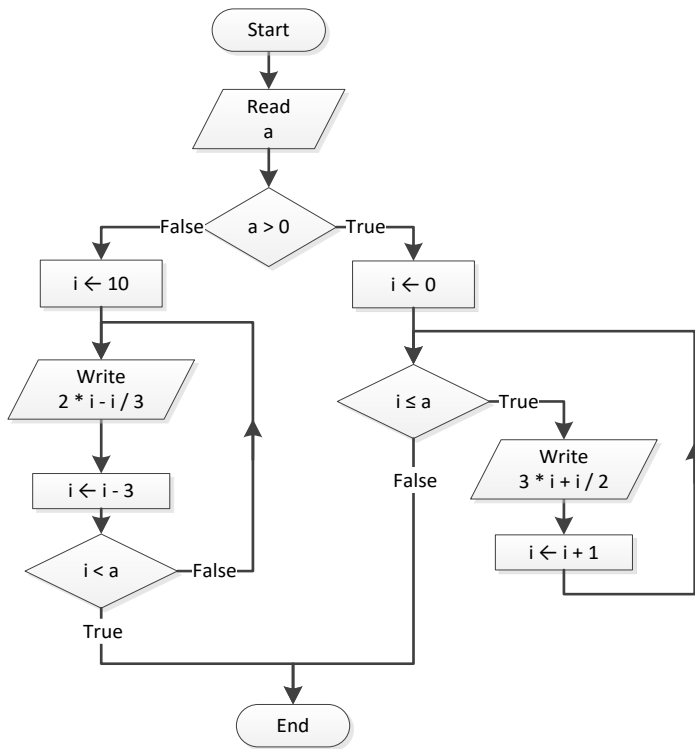 Start
Read
a
a > 0
False
True
i ← 10
i ← 0
Write
2 * i - i / 3
i ≤ a
True
Write
3 * i + i / 2
False
i ← i - 3
i ← i + 1
i < a
False
True
End